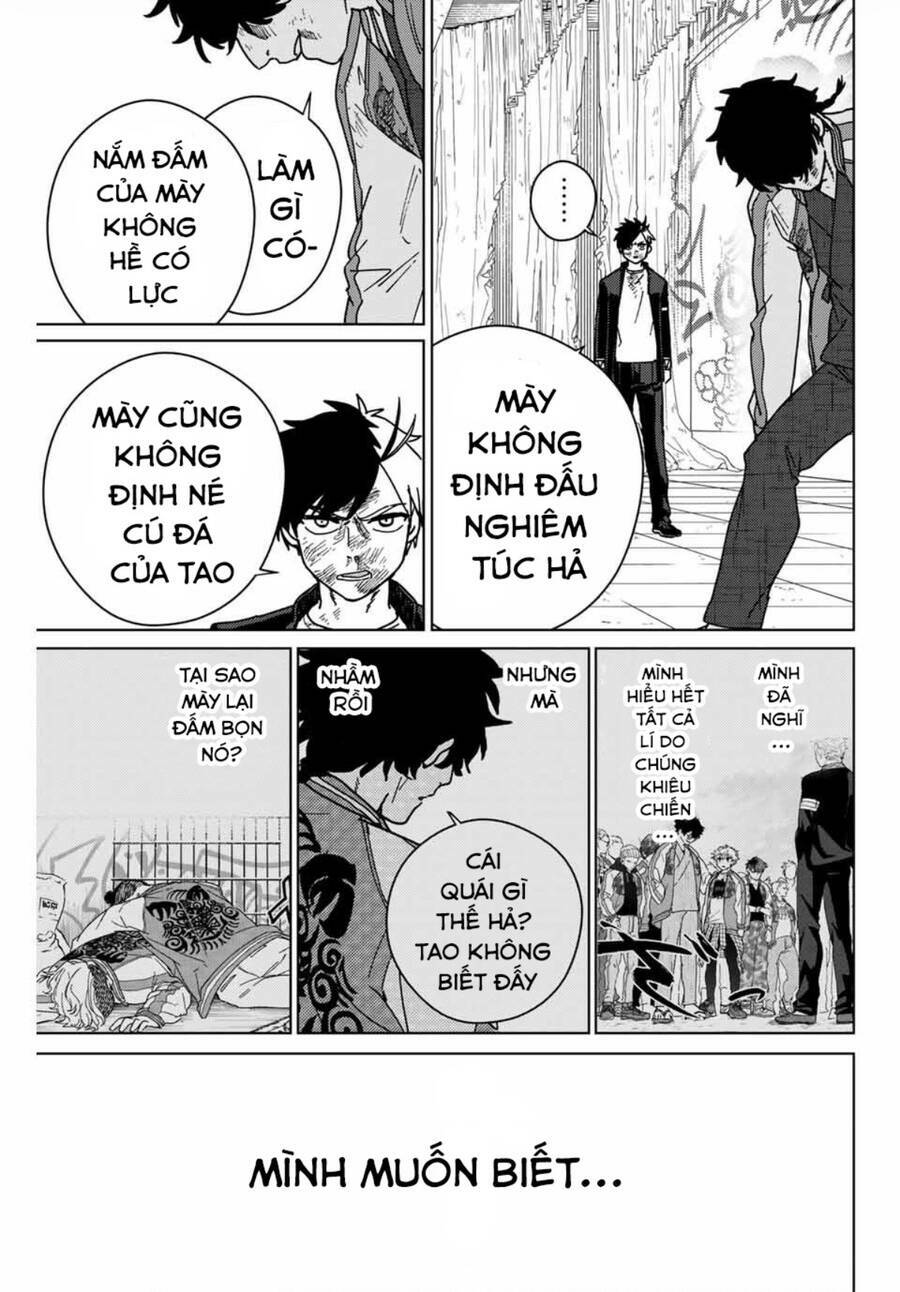 ......
MÀY
KHÔNG
ĐỊNH ĐẤU
NGHIÊM
TÚC HẢ
LÀM
GÌ
CÓ-
NẮM ĐẤM
CỦA MÀY
KHÔNG
HỀ CÓ
LỰC
MÀY CŨNG
KHÔNG
ĐỊNH NÉ
CÚ ĐÁ
CỦA TAO
MÌNH
ĐÃ
NGHĨ
...
MÌNH
HIỂU HẾT
TẤT CẢ
LÍ DO
CHÚNG
KHIÊU
CHIẾN
...
NHƯNG
MÀ
NHẦM
RỒI
CÁI
QUÁI GÌ
THẾ HẢ?
TAO KHÔNG
BIẾT ĐẤY
TẠI SAO
MÀY LẠI
ĐẤM BỌN
NÓ?
MÌNH MUỐN BIẾT...